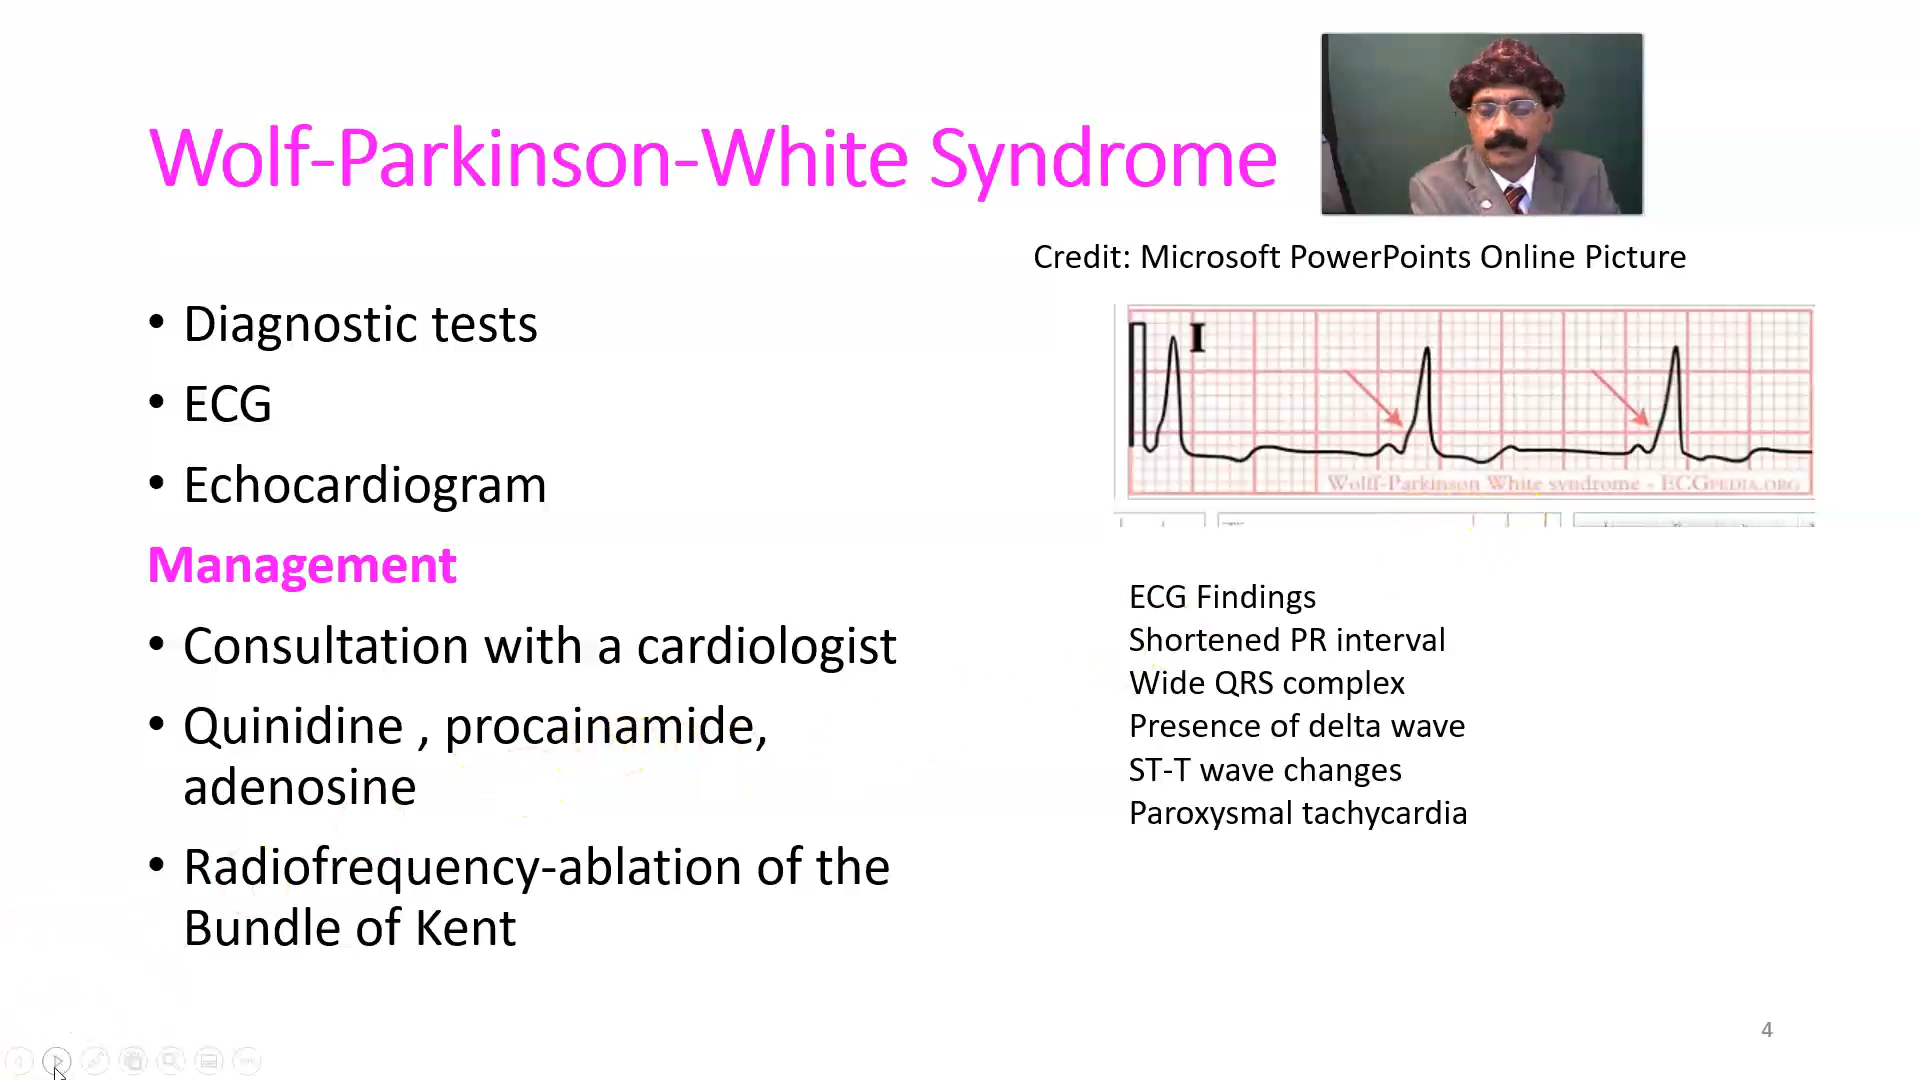 Wolf-Parkinson-White Syndrome
Credit: Microsoft PowerPoints Online Picture
• Diagnostic tests
• ECG
• Echocardiogram
Management
• Consultation with a cardiologist
• Quinidine , procainamide,
adenosine
• Radiofrequency-ablation of the
Bundle of Kent
I
Wolff-Parkinson White syndrome - ECGPEDIA.ORG
ECG Findings
Shortened PR interval
Wide QRS complex
Presence of delta wave
ST-T wave changes
Paroxysmal tachycardia
4